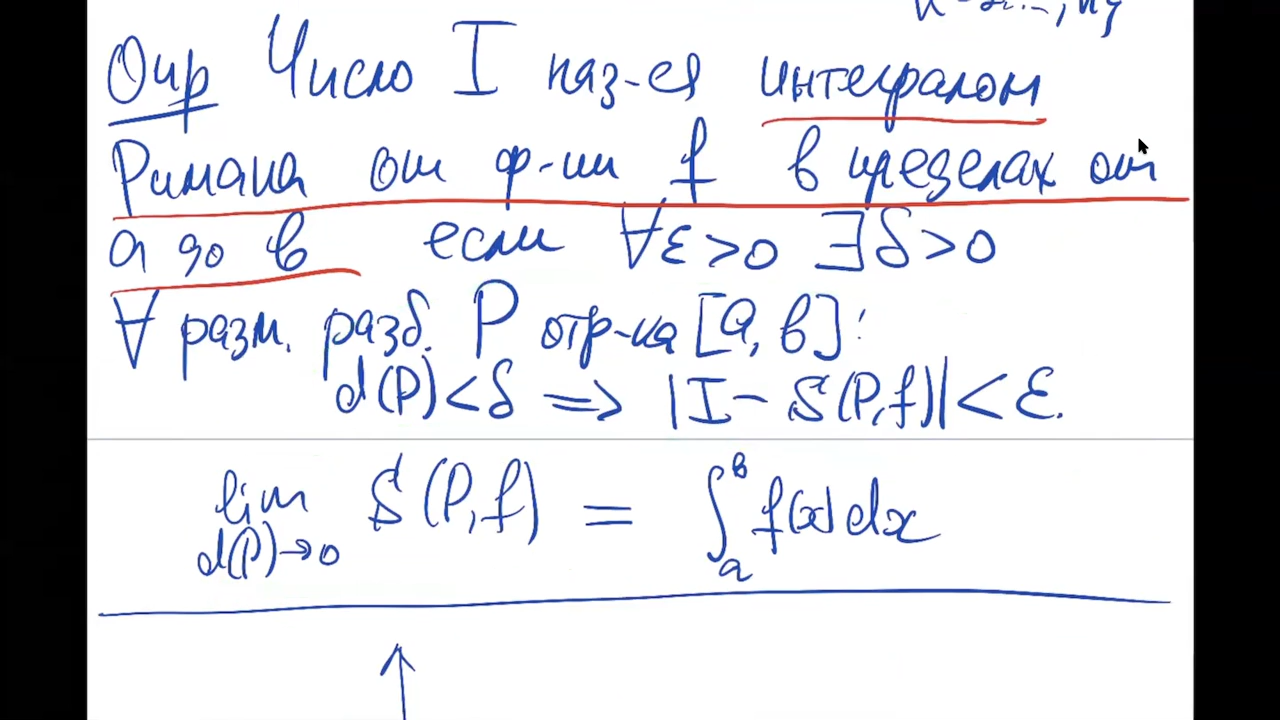 Опр Число I наз-ся интегралом
Римана от ф-ии f в пределах от
a до b если ∀ε>0 ∃δ>0
∀ разм. разб. P отр-ка [a, b]:
d(P)<δ => |I - S(P,f)| < ε.
lim S(P,f) = ∫ₐᵇ f(x)dx
d(P)→0